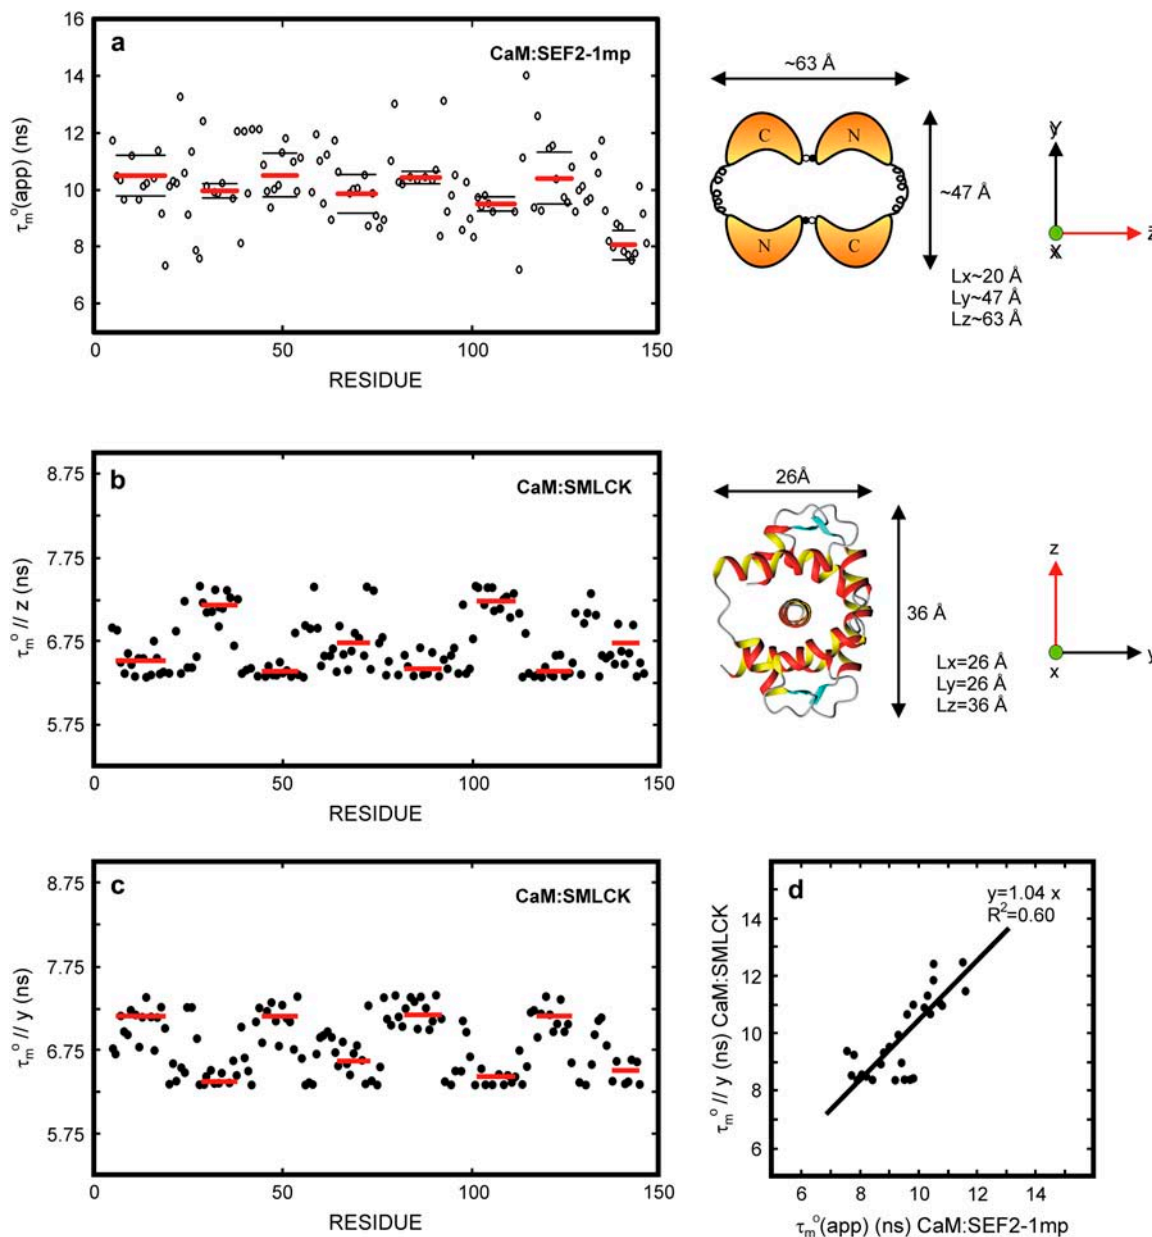 a
CaM:SEF2-1mp
τm°(app) (ns)
16
14
12
10
8
6
0
50
100
150
RESIDUE
~63 Å
C
N
N
C
~47 Å
Lx~20 Å
Ly~47 Å
Lz~63 Å
Y
X
z
b
CaM:SMLCK
τm° // z (ns)
8.75
7.75
6.75
5.75
0
50
100
150
RESIDUE
26Å
36 Å
Lx=26 Å
Ly=26 Å
Lz=36 Å
z
x
y
c
CaM:SMLCK
τm° // y (ns)
8.75
7.75
6.75
5.75
0
50
100
150
RESIDUE
d
y=1.04 x
R²=0.60
τm° // y (ns) CaM:SMLCK
14
12
10
8
6
6
8
10
12
14
τm°(app) (ns) CaM:SEF2-1mp